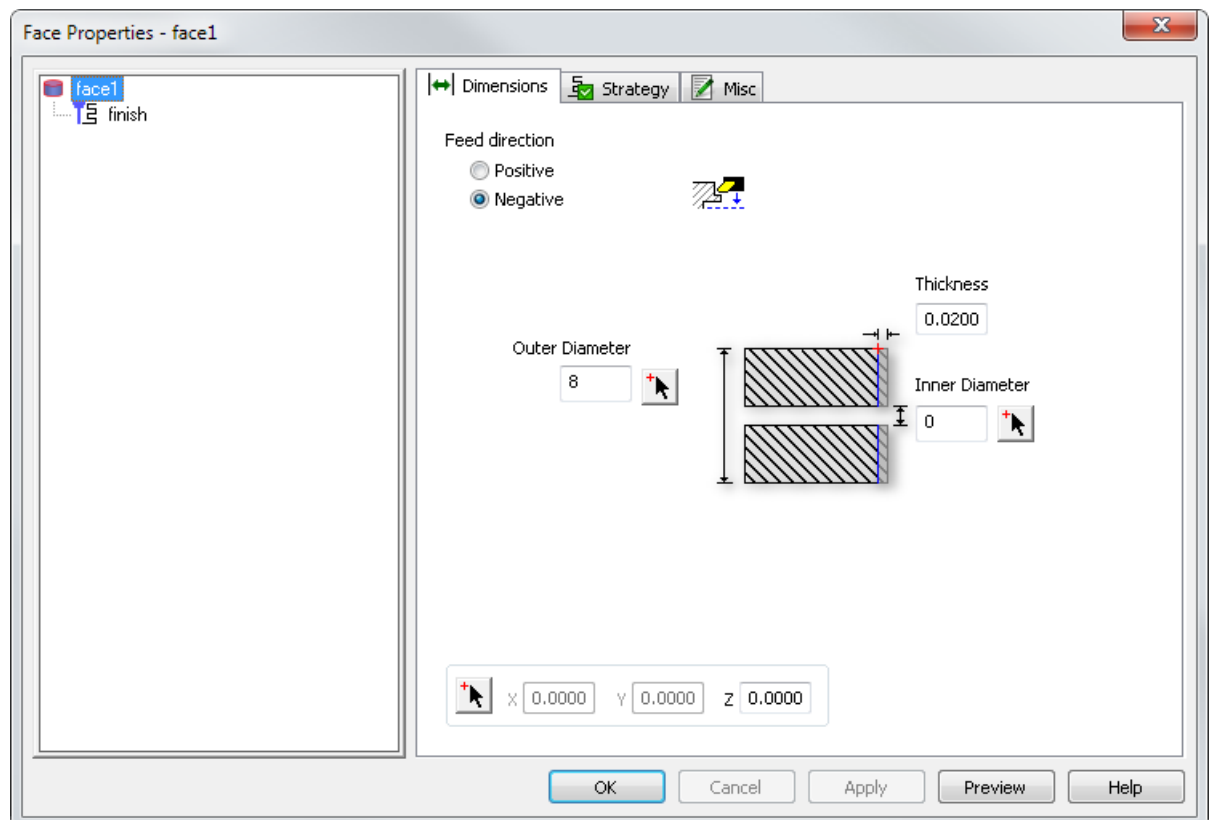 Face Properties - face1
face1
finish
Dimensions Strategy Misc
Feed direction
Positive
Negative
Thickness
0.0200
Outer Diameter
8
Inner Diameter
0
X 0.0000 Y 0.0000 Z 0.0000
OK Cancel Apply Preview Help